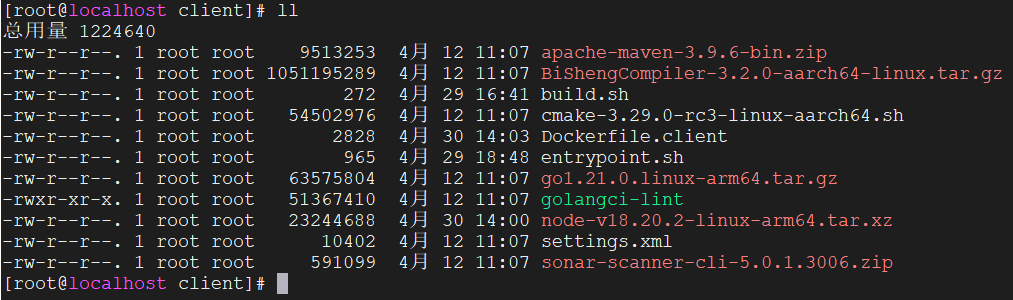 [root@localhost client]# ll
总用量 1224640
-rw-r--r--. 1 root root    9513253  4月 12 11:07 apache-maven-3.9.6-bin.zip
-rw-r--r--. 1 root root 1051195289  4月 12 11:07 BiShengCompiler-3.2.0-aarch64-linux.tar.gz
-rw-r--r--. 1 root root        272  4月 29 16:41 build.sh
-rw-r--r--. 1 root root   54502976  4月 12 11:07 cmake-3.29.0-rc3-linux-aarch64.sh
-rw-r--r--. 1 root root       2828  4月 30 14:03 Dockerfile.client
-rw-r--r--. 1 root root        965  4月 29 18:48 entrypoint.sh
-rw-r--r--. 1 root root   63575804  4月 12 11:07 go1.21.0.linux-arm64.tar.gz
-rwxr-xr-x. 1 root root   51367410  4月 12 11:07 golangci-lint
-rw-r--r--. 1 root root   23244688  4月 30 14:00 node-v18.20.2-linux-arm64.tar.xz
-rw-r--r--. 1 root root      10402  4月 12 11:07 settings.xml
-rw-r--r--. 1 root root     591099  4月 12 11:07 sonar-scanner-cli-5.0.1.3006.zip
[root@localhost client]#